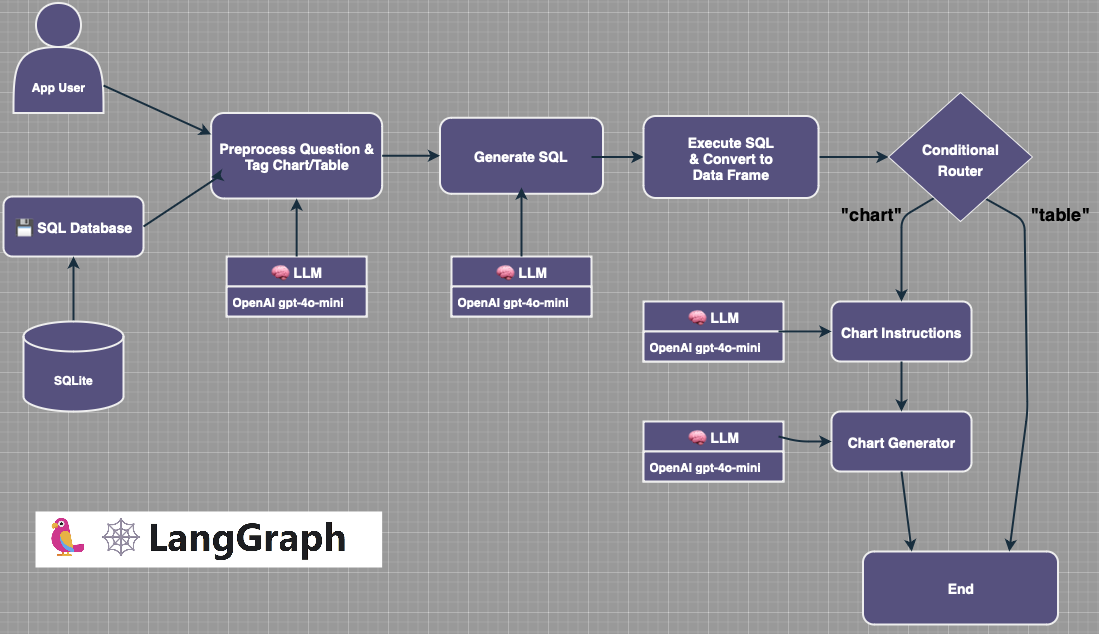 App User
Preprocess Question &
Tag Chart/Table
Generate SQL
Execute SQL
& Convert to
Data Frame
Conditional
Router
"chart"
"table"
SQL Database
LLM
OpenAI gpt-4o-mini
LLM
OpenAI gpt-4o-mini
LLM
OpenAI gpt-4o-mini
Chart Instructions
SQLite
LLM
OpenAI gpt-4o-mini
Chart Generator
LangGraph
End